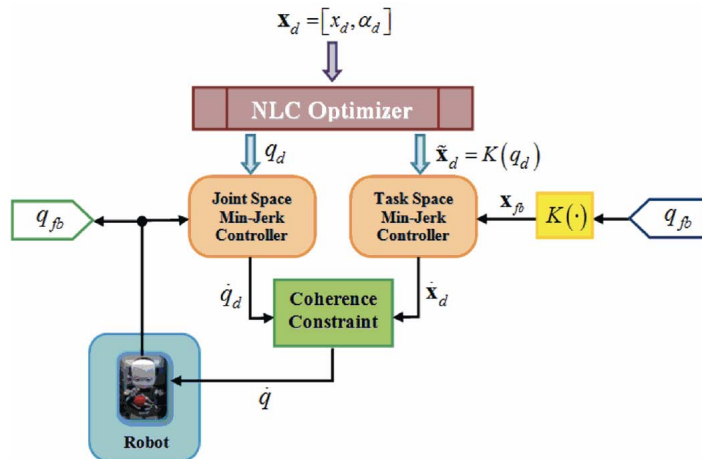 𝐱_d = [x_d, α_d]
NLC Optimizer
q_d
𝐱̃_d = K(q_d)
q_fb
Joint Space
Min-Jerk
Controller
Task Space
Min-Jerk
Controller
𝐱_fb
K(·)
q_fb
q̇_d
Coherence
Constraint
𝐱̇_d
q̇
Robot